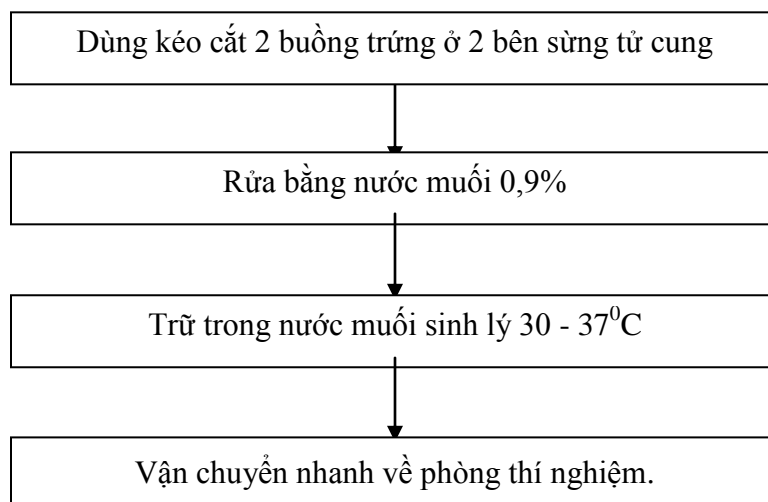 Dùng kéo cắt 2 buồng trứng ở 2 bên sừng tử cung
Rửa bằng nước muối 0,9%
Trữ trong nước muối sinh lý 30 - 37⁰C
Vận chuyển nhanh về phòng thí nghiệm.